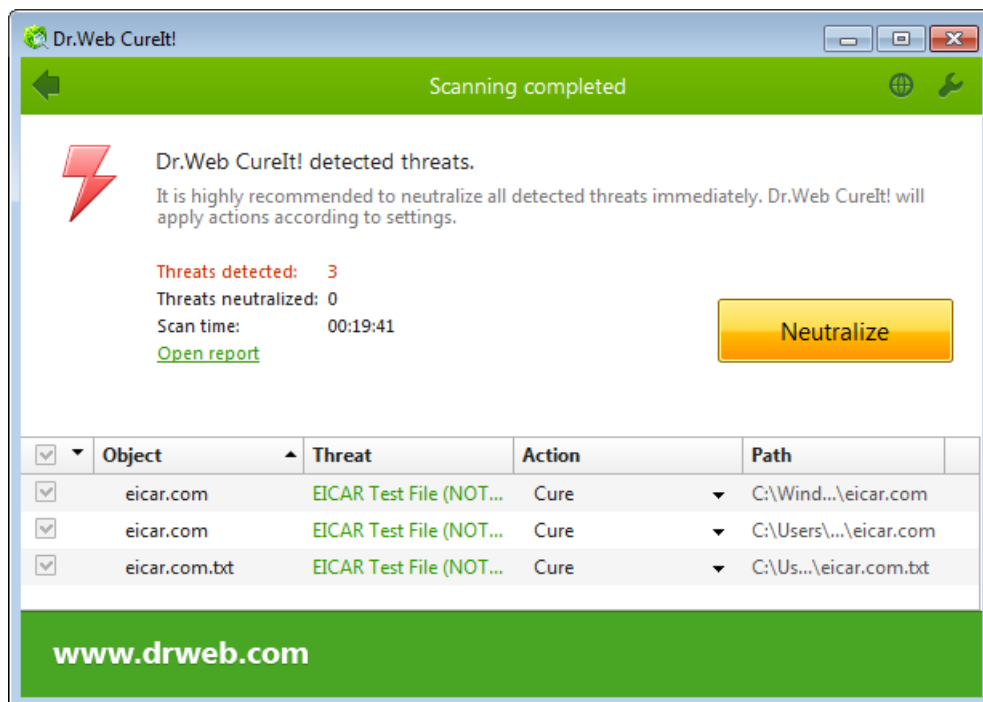 Dr.Web CureIt!
Scanning completed
Dr.Web CureIt! detected threats.
It is highly recommended to neutralize all detected threats immediately. Dr.Web CureIt! will
apply actions according to settings.
Threats detected: 3
Threats neutralized: 0
Scan time: 00:19:41
Open report
Neutralize
Object Threat Action Path
eicar.com EICAR Test File (NOT... Cure C:\Wind...\eicar.com
eicar.com EICAR Test File (NOT... Cure C:\Users\...\eicar.com
eicar.com.txt EICAR Test File (NOT... Cure C:\Us...\eicar.com.txt
www.drweb.com